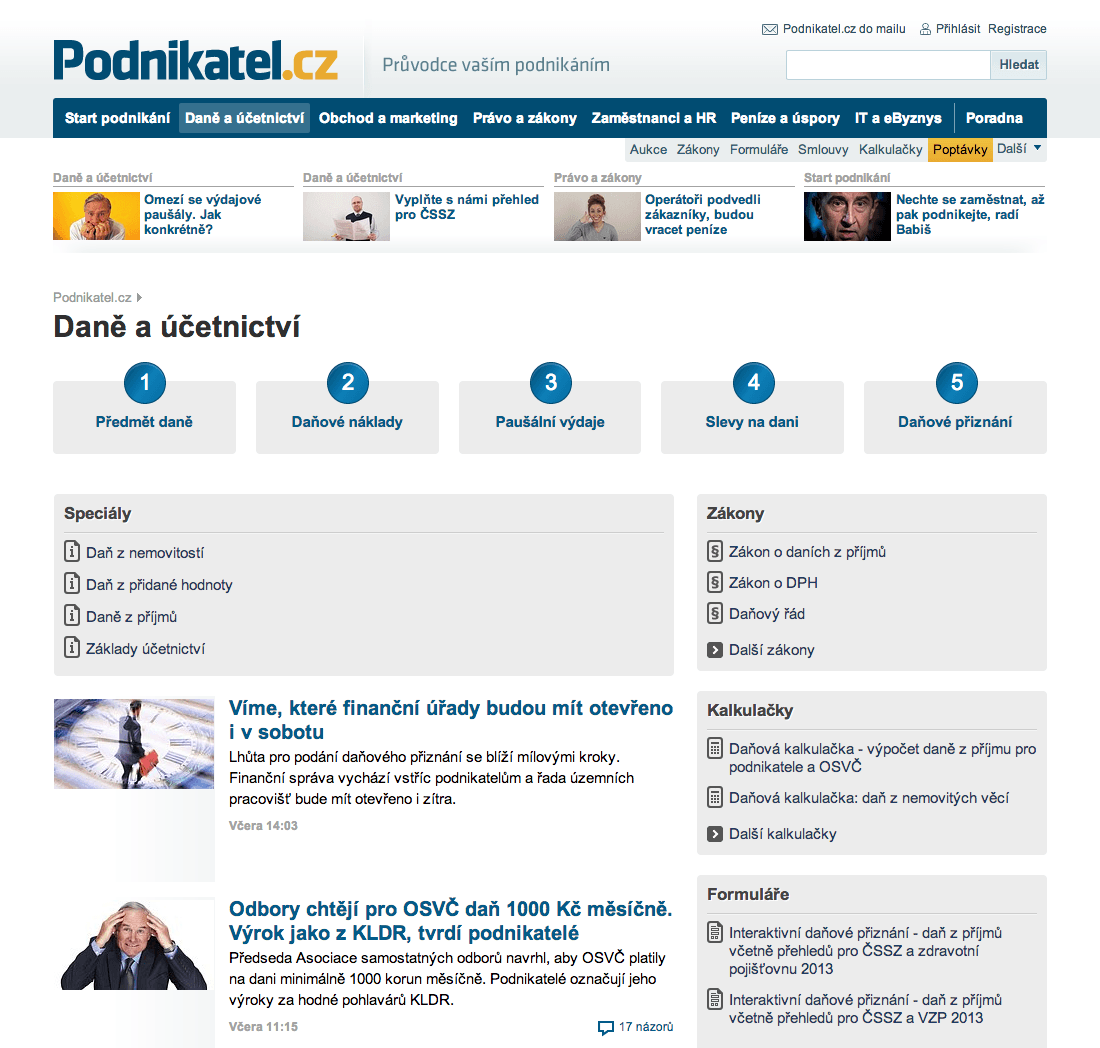 Podnikatel.cz do mailu Přihlásit Registrace
Podnikatel.cz
Průvodce vaším podnikáním
Hledat
Start podnikání Daně a účetnictví Obchod a marketing Právo a zákony Zaměstnanci a HR Peníze a úspory IT a eByznys Poradna
Aukce Zákony Formuláře Smlouvy Kalkulačky Poptávky Další
Daně a účetnictví
Omezí se výdajové
paušály. Jak
konkrétně?
Daně a účetnictví
Vyplňte s námi přehled
pro ČSSZ
Právo a zákony
Operátoři podvedli
zákazníky, budou
vracet peníze
Start podnikání
Nechte se zaměstnat, až
pak podnikejte, radí
Babiš
Podnikatel.cz
Daně a účetnictví
1
Předmět daně
2
Daňové náklady
3
Paušální výdaje
4
Slevy na dani
5
Daňové přiznání
Speciály
Daň z nemovitostí
Daň z přidané hodnoty
Daně z příjmů
Základy účetnictví
Víme, které finanční úřady budou mít otevřeno
i v sobotu
Lhůta pro podání daňového přiznání se blíží mílovými kroky.
Finanční správa vychází vstříc podnikatelům a řada územních
pracovišť bude mít otevřeno i zítra.
Včera 14:03
Odbory chtějí pro OSVČ daň 1000 Kč měsíčně.
Výrok jako z KLDR, tvrdí podnikatelé
Předseda Asociace samostatných odborů navrhl, aby OSVČ platily
na dani minimálně 1000 korun měsíčně. Podnikatelé označují jeho
výroky za hodné pohlavárů KLDR.
Včera 11:15
17 názorů
Zákony
§ Zákon o daních z příjmů
§ Zákon o DPH
§ Daňový řád
Další zákony
Kalkulačky
Daňová kalkulačka - výpočet daně z příjmu pro
podnikatele a OSVČ
Daňová kalkulačka: daň z nemovitých věcí
Další kalkulačky
Formuláře
Interaktivní daňové přiznání - daň z příjmů
včetně přehledů pro ČSSZ a zdravotní
pojišťovnu 2013
Interaktivní daňové přiznání - daň z příjmů
včetně přehledů pro ČSSZ a VZP 2013